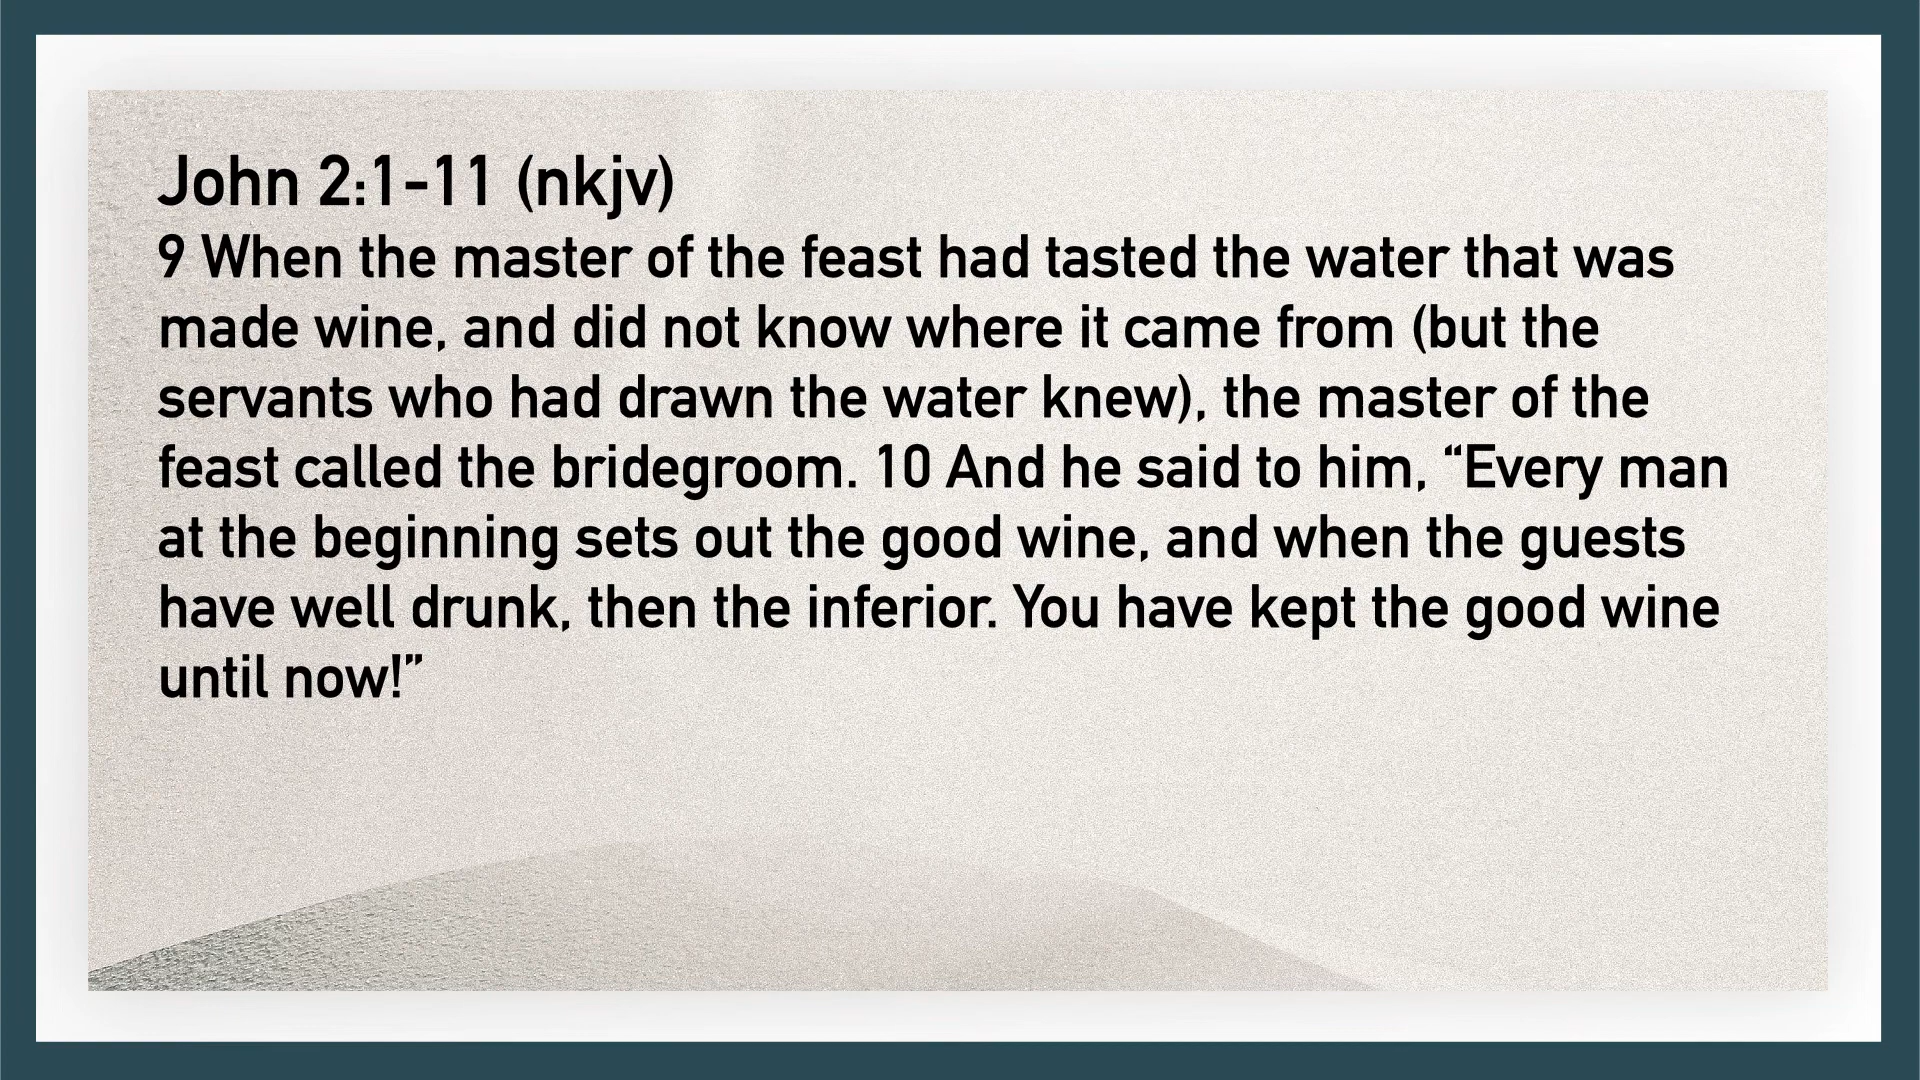 John 2:1-11 (nkjv)
9 When the master of the feast had tasted the water that was
made wine, and did not know where it came from (but the
servants who had drawn the water knew), the master of the
feast called the bridegroom. 10 And he said to him, “Every man
at the beginning sets out the good wine, and when the guests
have well drunk, then the inferior. You have kept the good wine
until now!”